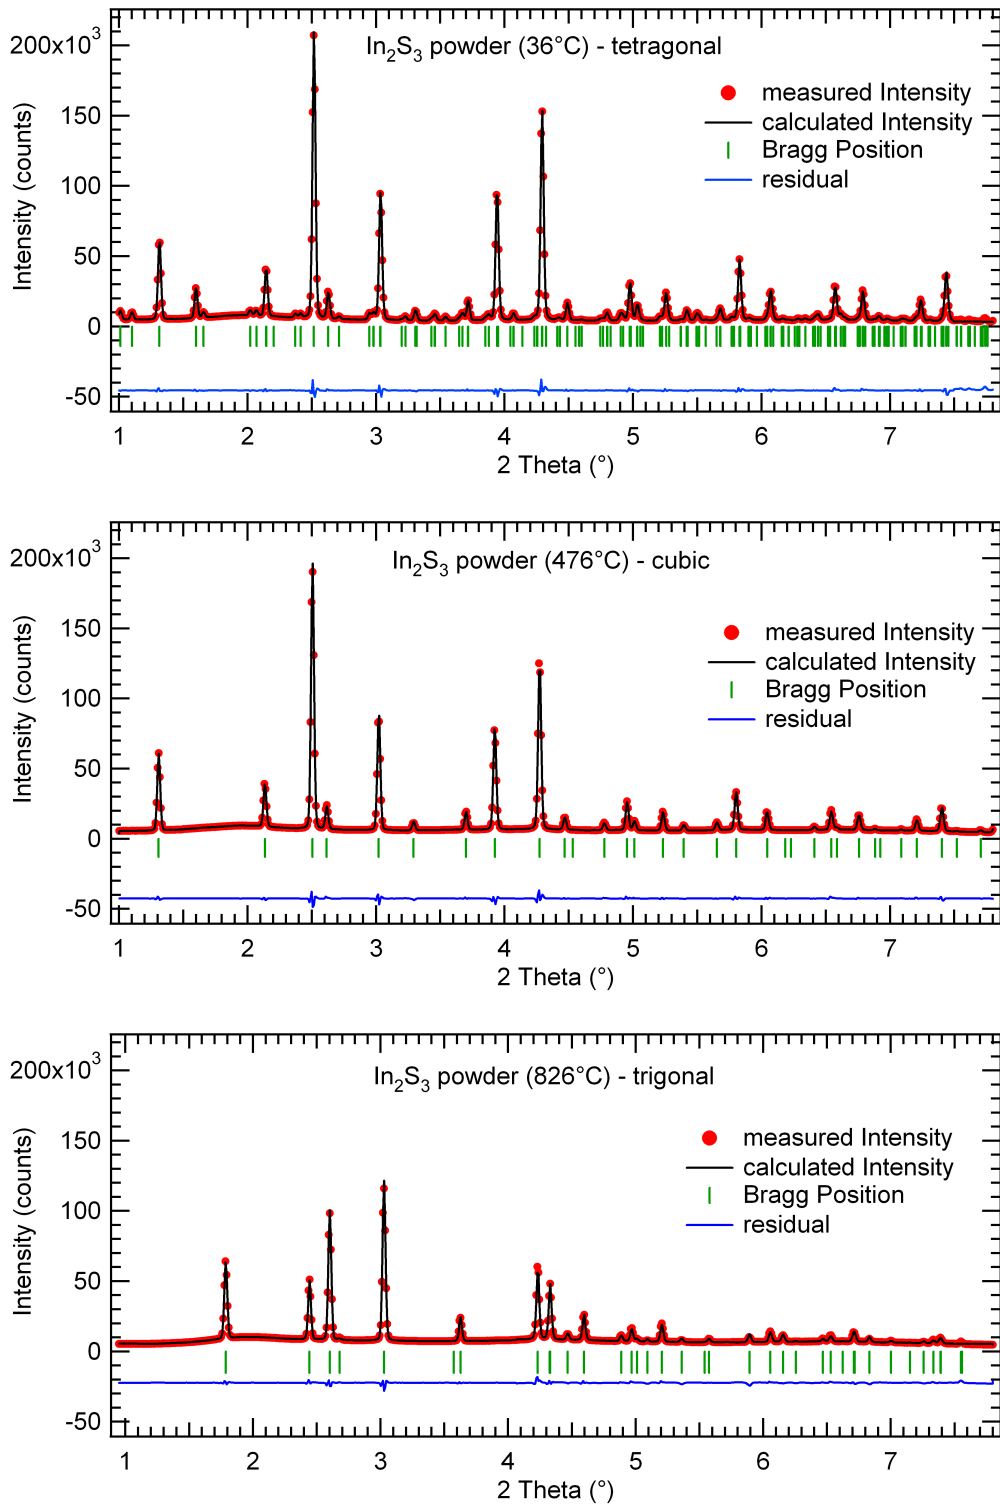 In₂S₃ powder (36°C) - tetragonal
measured Intensity
calculated Intensity
Bragg Position
residual
Intensity (counts)
200x10³
150
100
50
0
-50
1 2 3 4 5 6 7
2 Theta (°)
In₂S₃ powder (476°C) - cubic
measured Intensity
calculated Intensity
Bragg Position
residual
Intensity (counts)
200x10³
150
100
50
0
-50
1 2 3 4 5 6 7
2 Theta (°)
In₂S₃ powder (826°C) - trigonal
measured Intensity
calculated Intensity
Bragg Position
residual
Intensity (counts)
200x10³
150
100
50
0
-50
1 2 3 4 5 6 7
2 Theta (°)